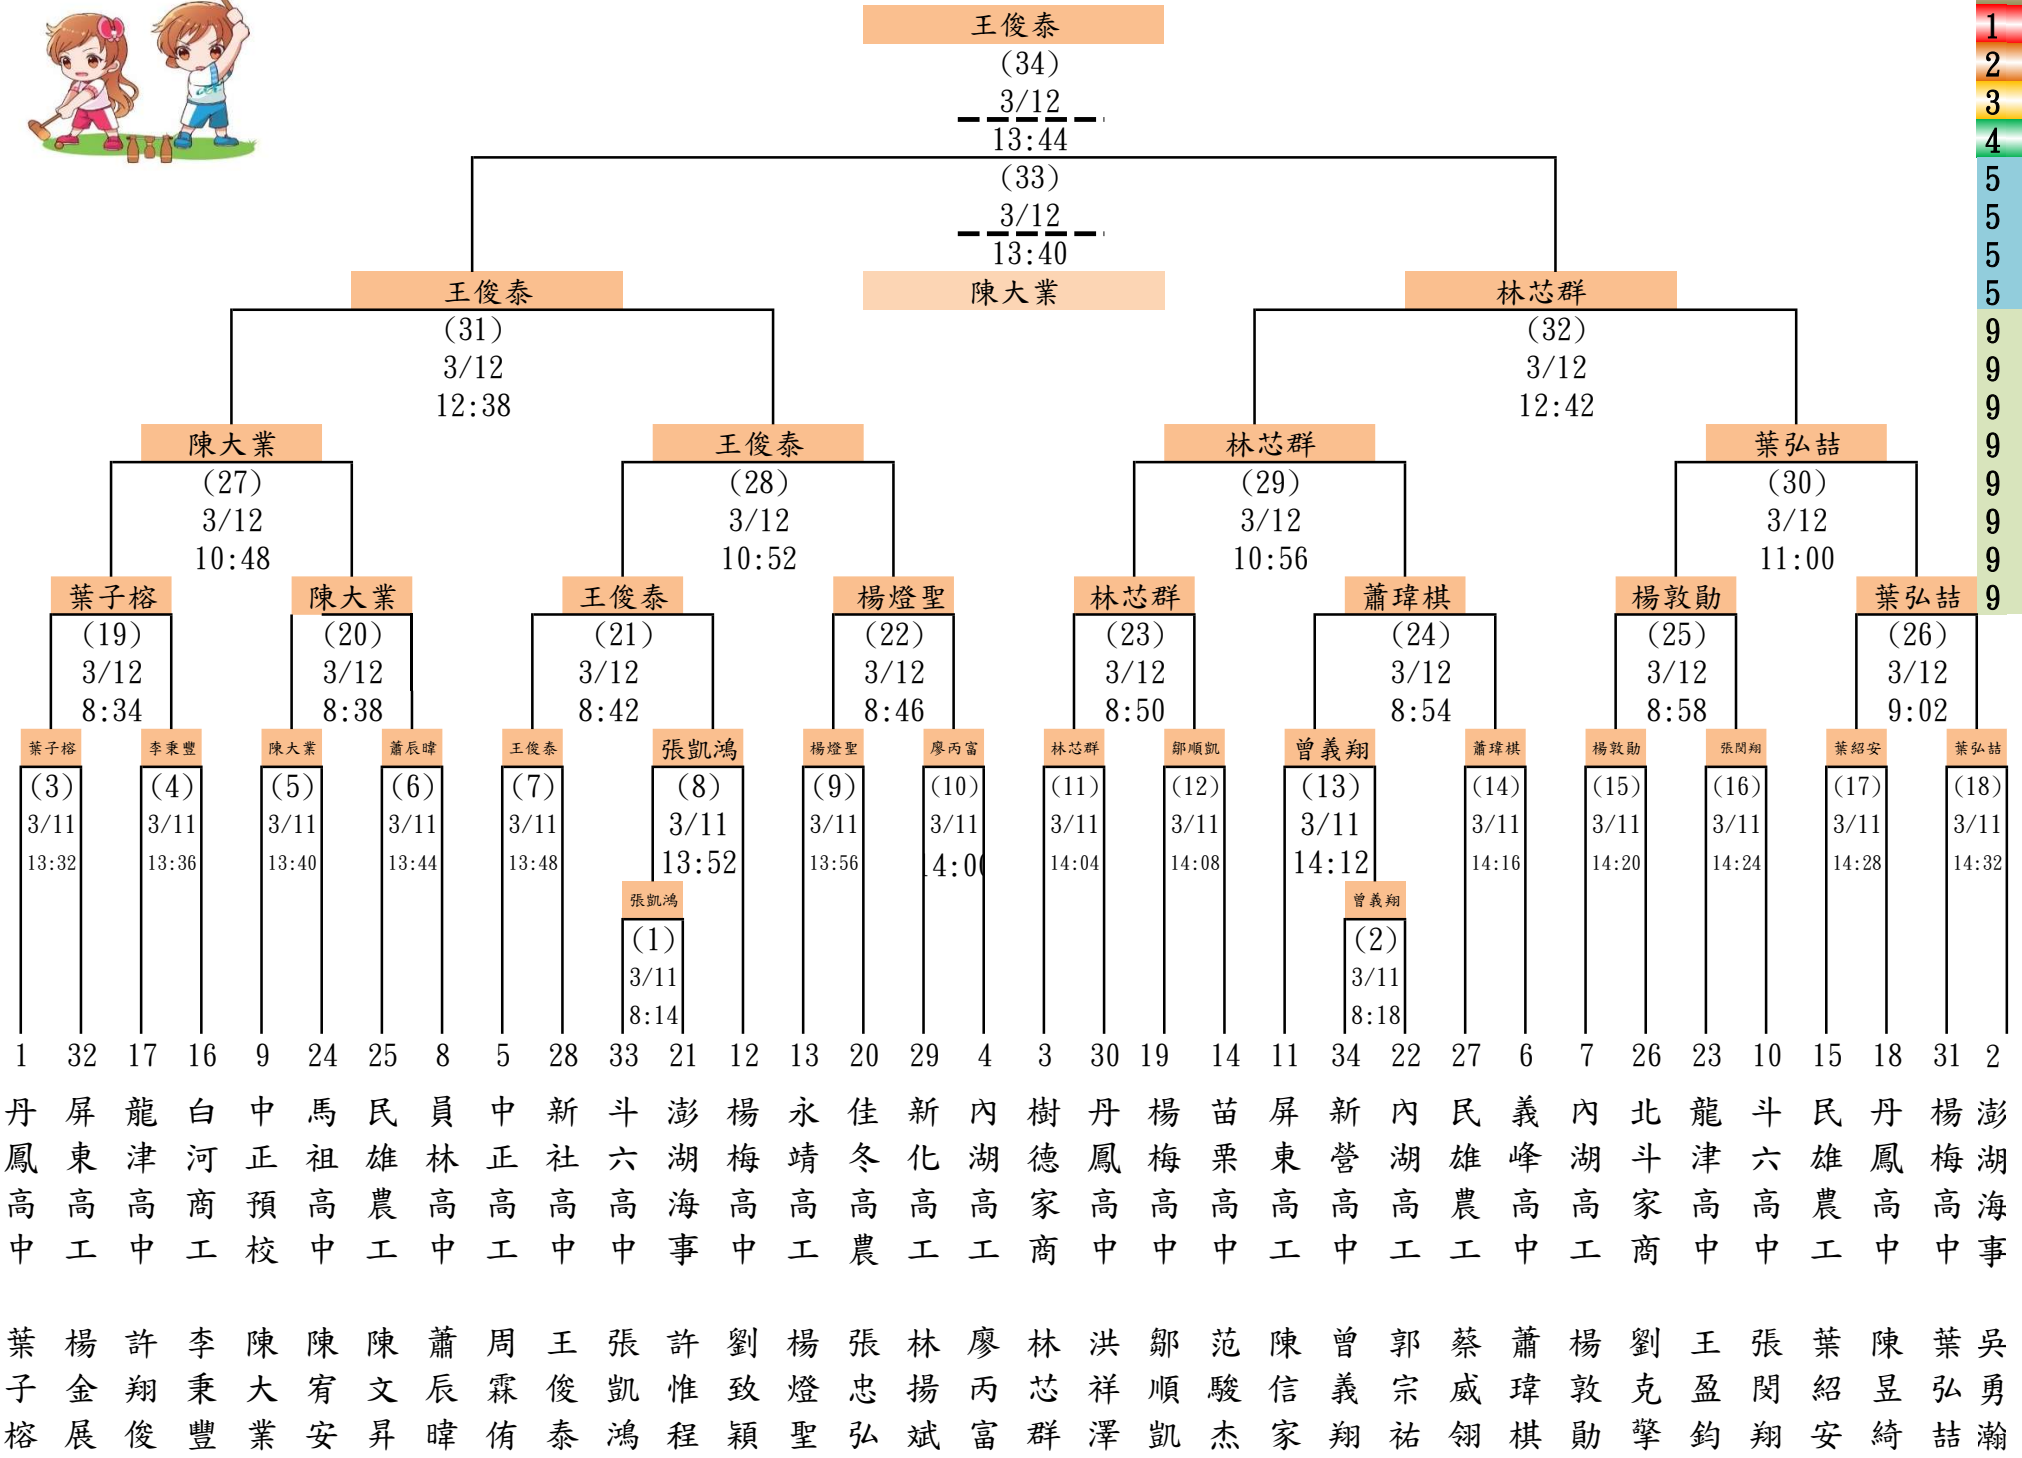 王俊泰
(34)
3/12
13:44
(33)
3/12
13:40
王俊泰 陳大業 林芯群
(31) (32)
3/12 3/12
12:38 12:42
陳大業 王俊泰 林芯群 葉弘喆
(27) (28) (29) (30)
3/12 3/12 3/12 3/12
10:48 10:52 10:56 11:00
葉子榕 陳大業 王俊泰 楊燈聖 林芯群 蕭瑋棋 楊敦勛 葉弘喆
(19) (20) (21) (22) (23) (24) (25) (26)
3/12 3/12 3/12 3/12 3/12 3/12 3/12 3/12
8:34 8:38 8:42 8:46 8:50 8:54 8:58 9:02
葉子榕 李秉豐 陳大業 蕭辰暐 王俊泰 張凱鴻 楊燈聖 廖丙富 林芯群 鄒順凱 曾義翔 蕭瑋棋 楊敦勛 張閔翔 葉紹安 葉弘喆
(3) (4) (5) (6) (7) (8) (9) (10) (11) (12) (13) (14) (15) (16) (17) (18)
3/11 3/11 3/11 3/11 3/11 3/11 3/11 3/11 3/11 3/11 3/11 3/11 3/11 3/11 3/11 3/11
13:32 13:36 13:40 13:44 13:48 13:52 13:56 14:00 14:04 14:08 14:12 14:16 14:20 14:24 14:28 14:32
張凱鴻 曾義翔
(1) (2)
3/11 3/11
8:14 8:18
1 32 17 16 9 24 25 8 5 28 33 21 12 13 20 29 4 3 30 19 14 11 34 22 27 6 7 26 23 10 15 18 31 2
丹鳳高中
屏東高工
龍津高中
白河商工
中正預校
馬祖高中
民雄農工
員林高中
中正高工
新社高中
斗六高中
澎湖海事
楊梅高中
永靖高工
佳冬高農
新化高工
內湖高工
樹德家商
丹鳳高中
楊梅高中
苗栗高中
屏東高工
新營高中
內湖高工
民雄農工
義峰高中
內湖高工
北斗家商
龍津高中
斗六高中
民雄農工
丹鳳高中
楊梅高中
澎湖海事
葉子榕
楊金展
許翔俊
李秉豐
陳大業
陳宥安
陳文昇
蕭辰暐
周霖侑
王俊泰
張凱鴻
許惟程
劉致穎
楊燈聖
張忠弘
林揚斌
廖丙富
林芯群
洪祥澤
鄒順凱
范駿杰
陳信家
曾義翔
郭宗祐
蔡威翎
蕭瑋棋
楊敦勛
劉克擎
王盈鈞
張閔翔
葉紹安
陳昱綺
葉弘喆
吳勇瀚
1
2
3
4
5
5
5
5
9
9
9
9
9
9
9
9